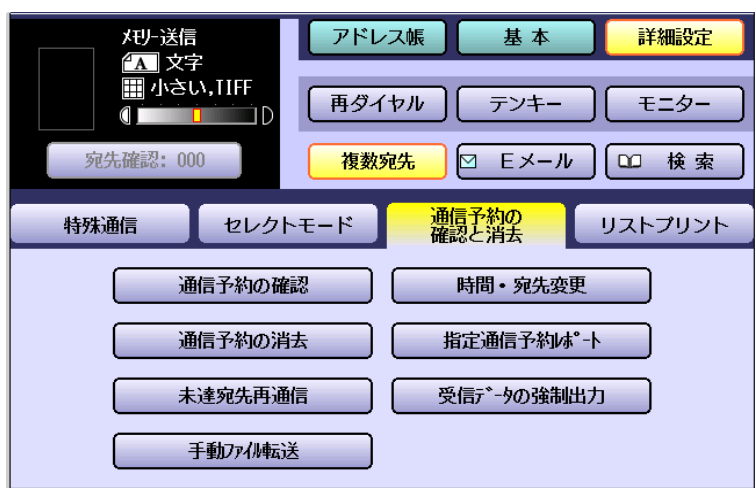 ﾒﾓﾘｰ送信
A 文字
小さい,TIFF
宛先確認: 000
アドレス帳
基本
詳細設定
再ダイヤル
テンキー
モニター
複数宛先
Eメール
検索
特殊通信
セレクトモード
通信予約の
確認と消去
リストプリント
通信予約の確認
時間・宛先変更
通信予約の消去
指定通信予約ﾚﾎﾟｰﾄ
未達宛先再通信
受信ﾃﾞｰﾀの強制出力
手動ﾌｧｲﾙ転送